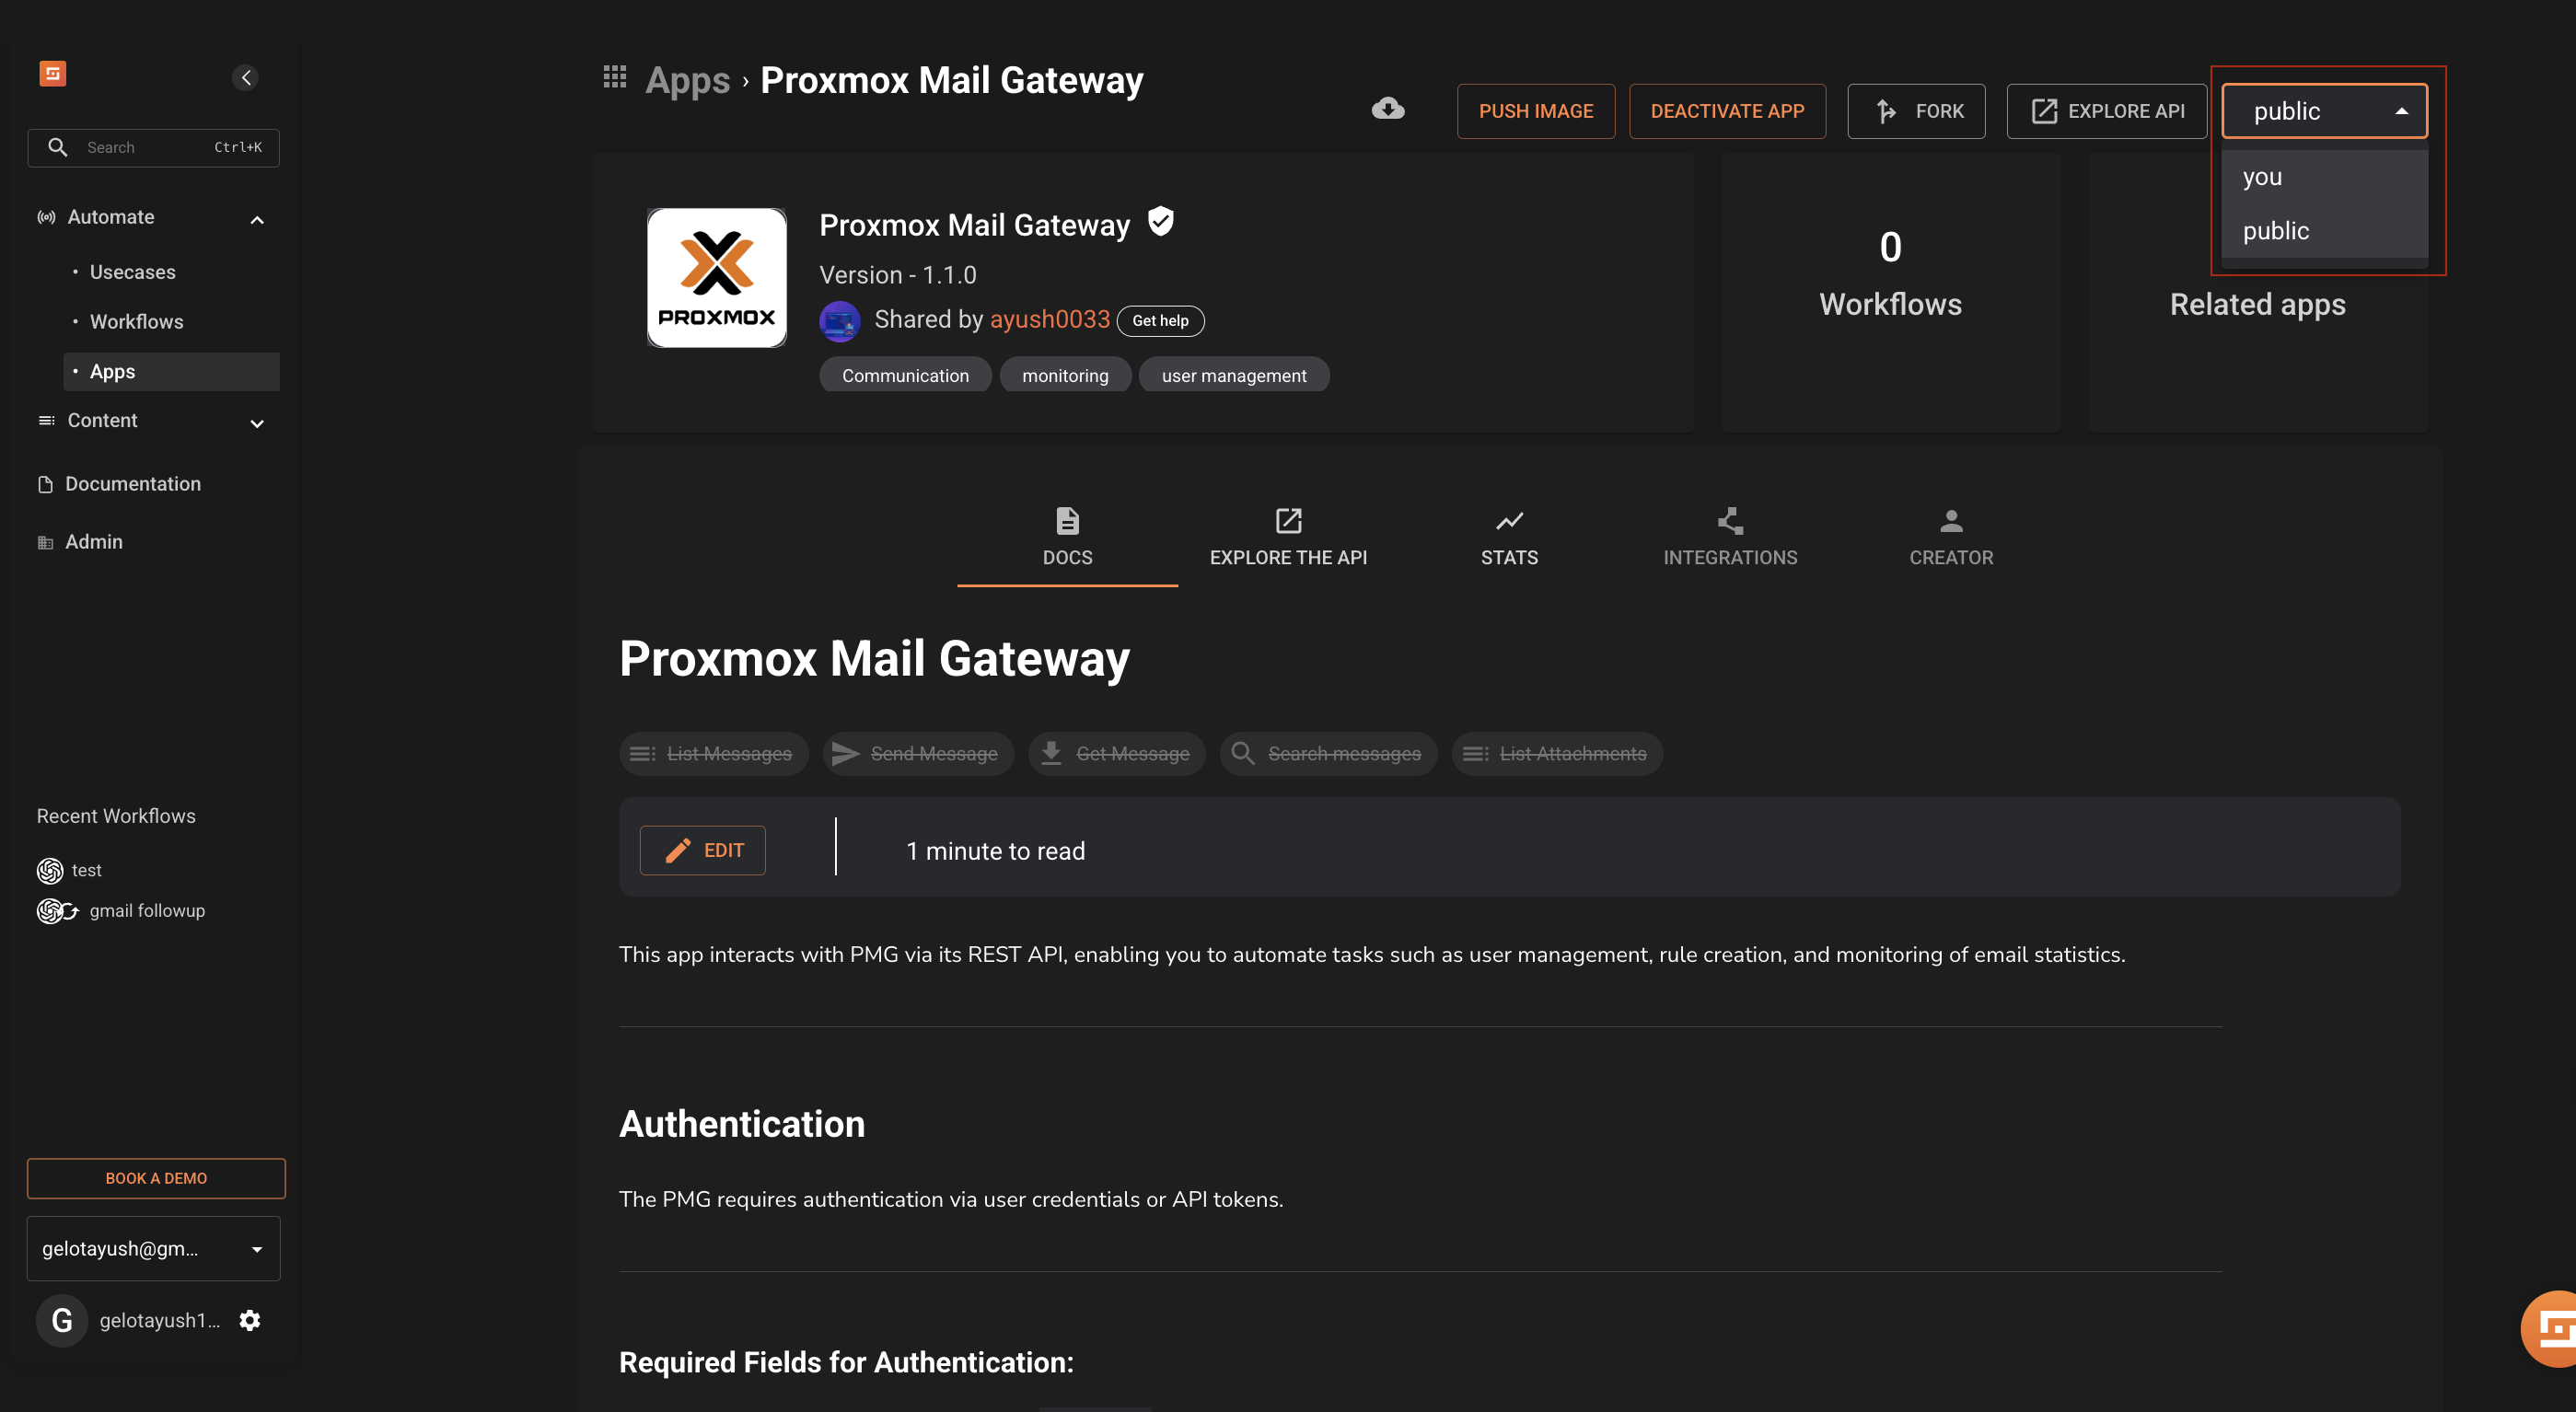 Apps › Proxmox Mail Gateway
PUSH IMAGE
DEACTIVATE APP
FORK
EXPLORE API
public
you
public
Search Ctrl+K
Automate
• Usecases
• Workflows
• Apps
Content
Documentation
Admin
Recent Workflows
test
gmail followup
BOOK A DEMO
gelotayush@gm...
G gelotayush1...
PROXMOX
Proxmox Mail Gateway
Version - 1.1.0
Shared by ayush0033 Get help
Communication monitoring user management
0
Workflows
Related apps
DOCS
EXPLORE THE API
STATS
INTEGRATIONS
CREATOR
Proxmox Mail Gateway
List Messages Send Message Get Message Search messages List Attachments
EDIT
1 minute to read
This app interacts with PMG via its REST API, enabling you to automate tasks such as user management, rule creation, and monitoring of email statistics.
Authentication
The PMG requires authentication via user credentials or API tokens.
Required Fields for Authentication: